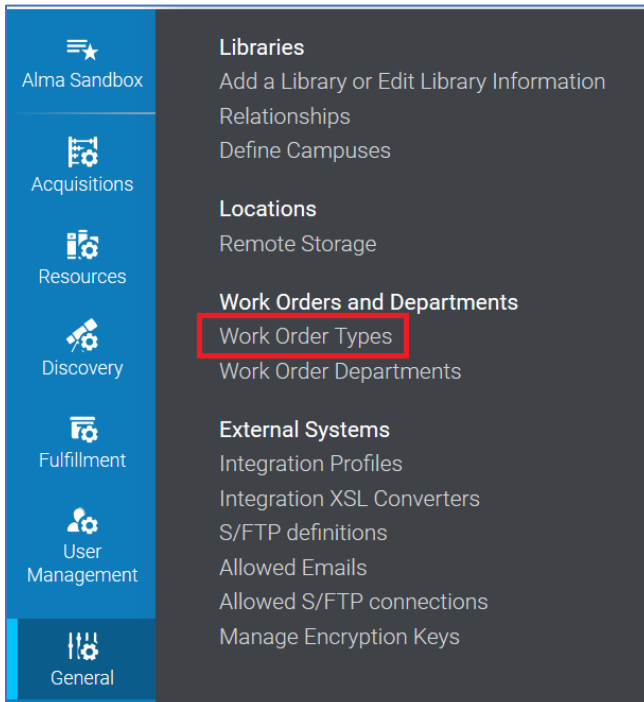 Alma Sandbox
Acquisitions
Resources
Discovery
Fulfillment
User
Management
General
Libraries
Add a Library or Edit Library Information
Relationships
Define Campuses
Locations
Remote Storage
Work Orders and Departments
Work Order Types
Work Order Departments
External Systems
Integration Profiles
Integration XSL Converters
S/FTP definitions
Allowed Emails
Allowed S/FTP connections
Manage Encryption Keys